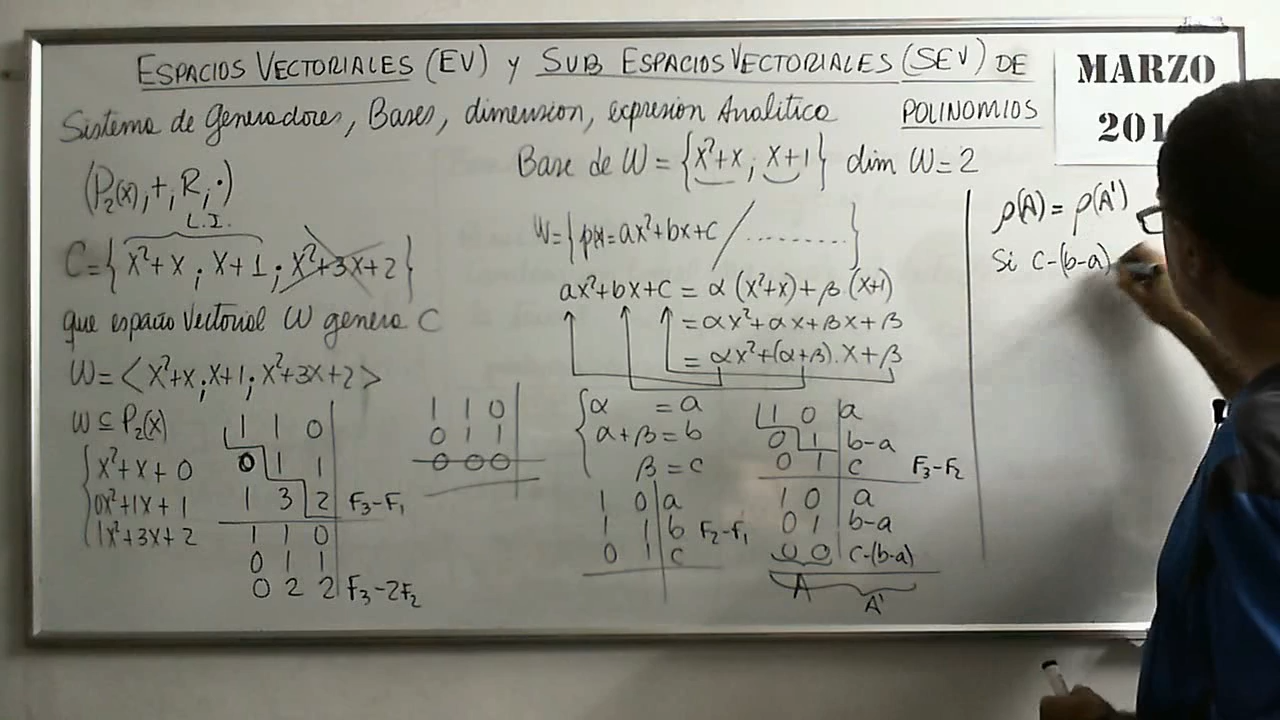 ESPACIOS VECTORIALES (EV) y SUB ESPACIOS VECTORIALES (SEV) DE
POLINOMIOS
Sistema de Generadores, Bases, dimension, expresion Analitica
MARZO
201
(P₂(x), +, R, ·)
L.I.
C = {x²+x ; x+1 ; x²+3x+2}
que espacio Vectorial W genera C
W = <x²+x ; x+1 ; x²+3x+2>
W ⊆ P₂(x)
x²+x+0
0x²+1x+1
1x²+3x+2
1 1 0
0 1 1
1 3 2 F₃-F₁
1 1 0
0 1 1
0 2 2 F₃-2F₂
1 1 0
0 1 1
0 0 0
Base de W = {x²+x ; x+1} dim W = 2
W = {p(x) = ax²+bx+c / ..........}
ax²+bx+c = α(x²+x)+β(x+1)
= αx²+αx+βx+β
= αx²+(α+β).x+β
α = a
α+β = b
β = c
1 0 a
1 1 b F₂-f₁
0 1 c
1 0 a
0 1 b-a
0 1 c F₃-F₂
1 0 a
0 1 b-a
0 0 c-(b-a)
A
A'
ρ(A) = ρ(A')
Si c-(b-a)